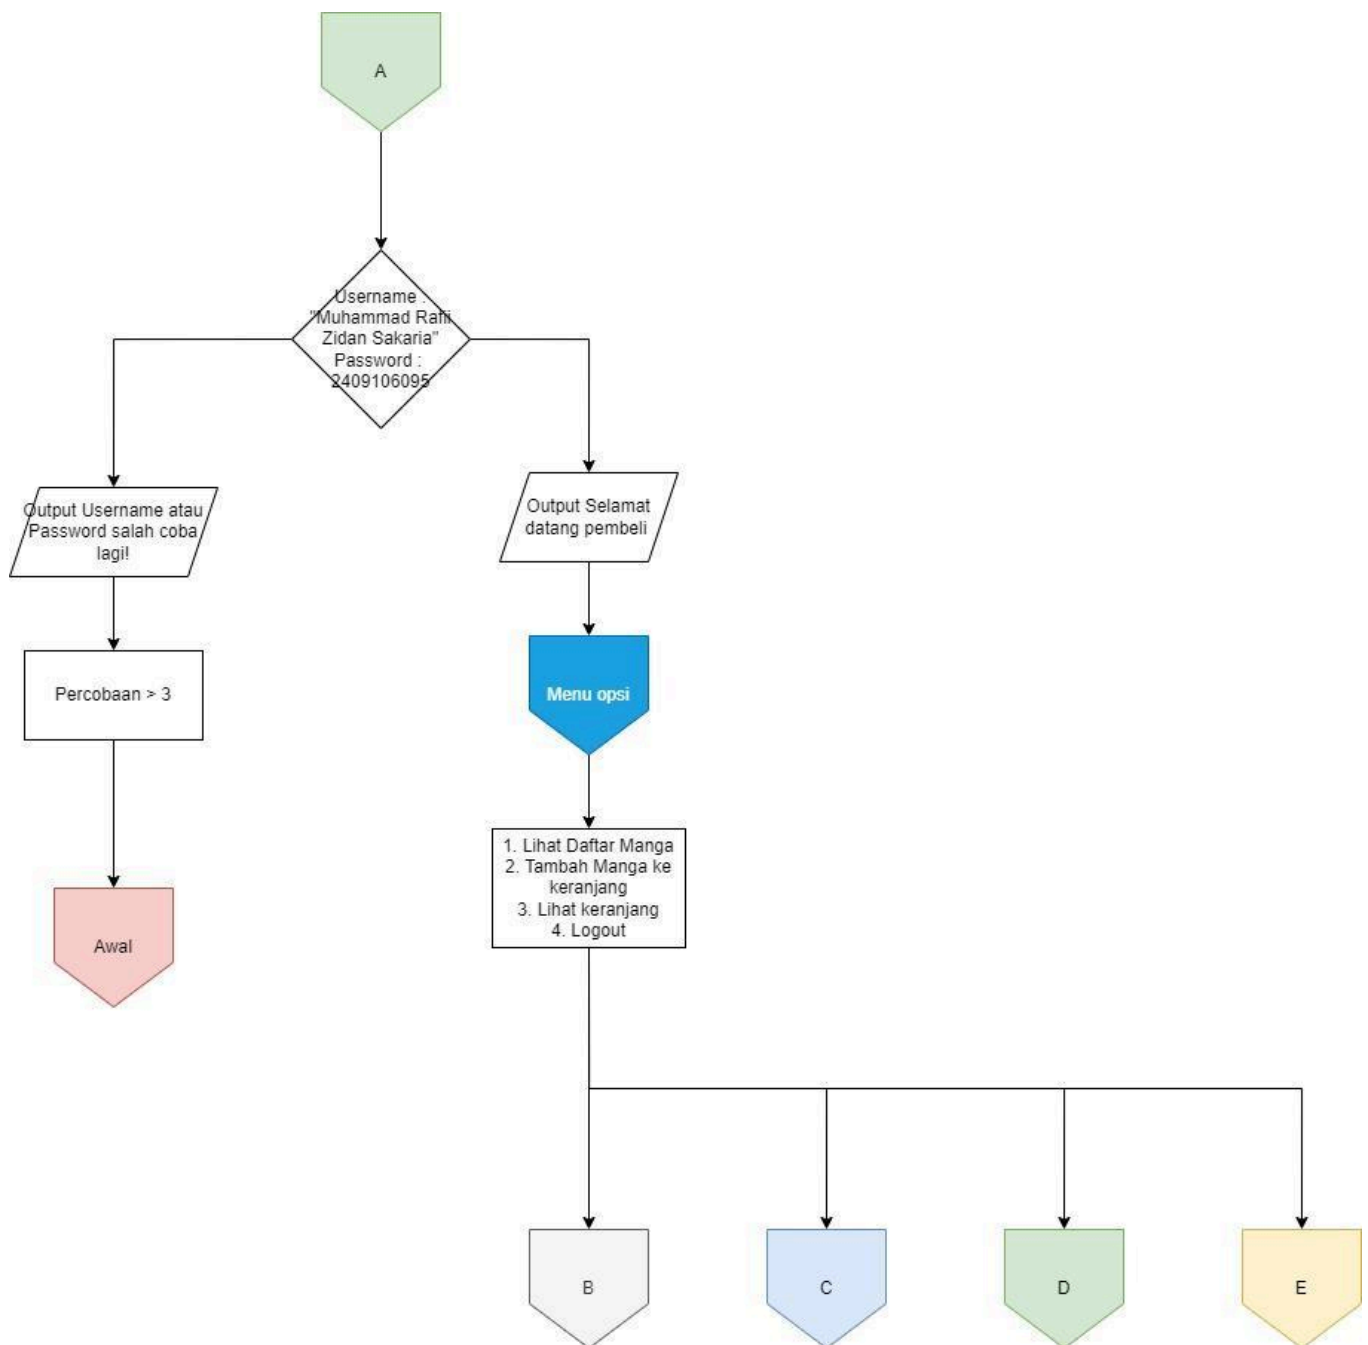 A
Username :
"Muhammad Rafii
Zidan Sakaria"
Password :
2409106095
Output Username atau
Password salah coba
lagi!
Output Selamat
datang pembeli
Percobaan > 3
Menu opsi
1. Lihat Daftar Manga
2. Tambah Manga ke
keranjang
3. Lihat keranjang
4. Logout
Awal
B
C
D
E